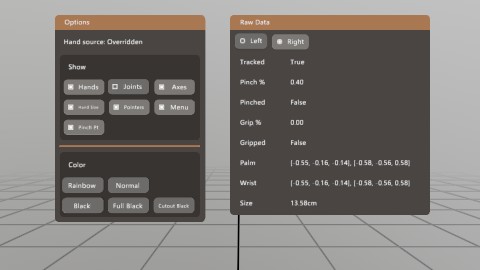 Options
Hand source: Overridden
Show
Hands
Joints
Axes
Hand Size
Pointers
Menu
Pinch Pt
Color
Rainbow
Normal
Black
Full Black
Cutout Black
Raw Data
Left
Right
Tracked True
Pinch % 0.40
Pinched False
Grip % 0.00
Gripped False
Palm [-0.55, -0.16, -0.14], [-0.58, -0.56, 0.58]
Wrist [-0.55, -0.16, -0.14], [-0.58, -0.56, 0.58]
Size 13.58cm